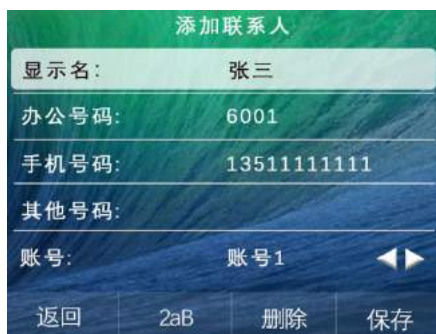 添加联系人
显示名: 张三
办公号码: 6001
手机号码: 13511111111
其他号码:
账号: 账号1
返回 2aB 删除 保存